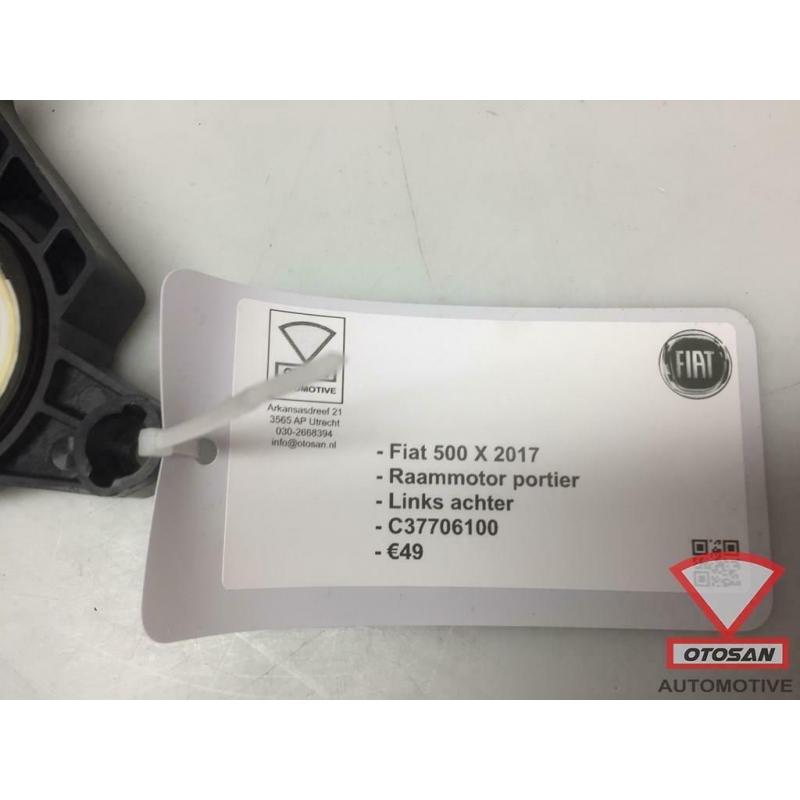 AUTOMOTIVE
Arkansasdreef 21
3565 AP Utrecht
030-2668394
info@otosan.nl
FIAT
- Fiat 500 X 2017
- Raammotor portier
- Links achter
- C37706100
- €49
OTOSAN
AUTOMOTIVE